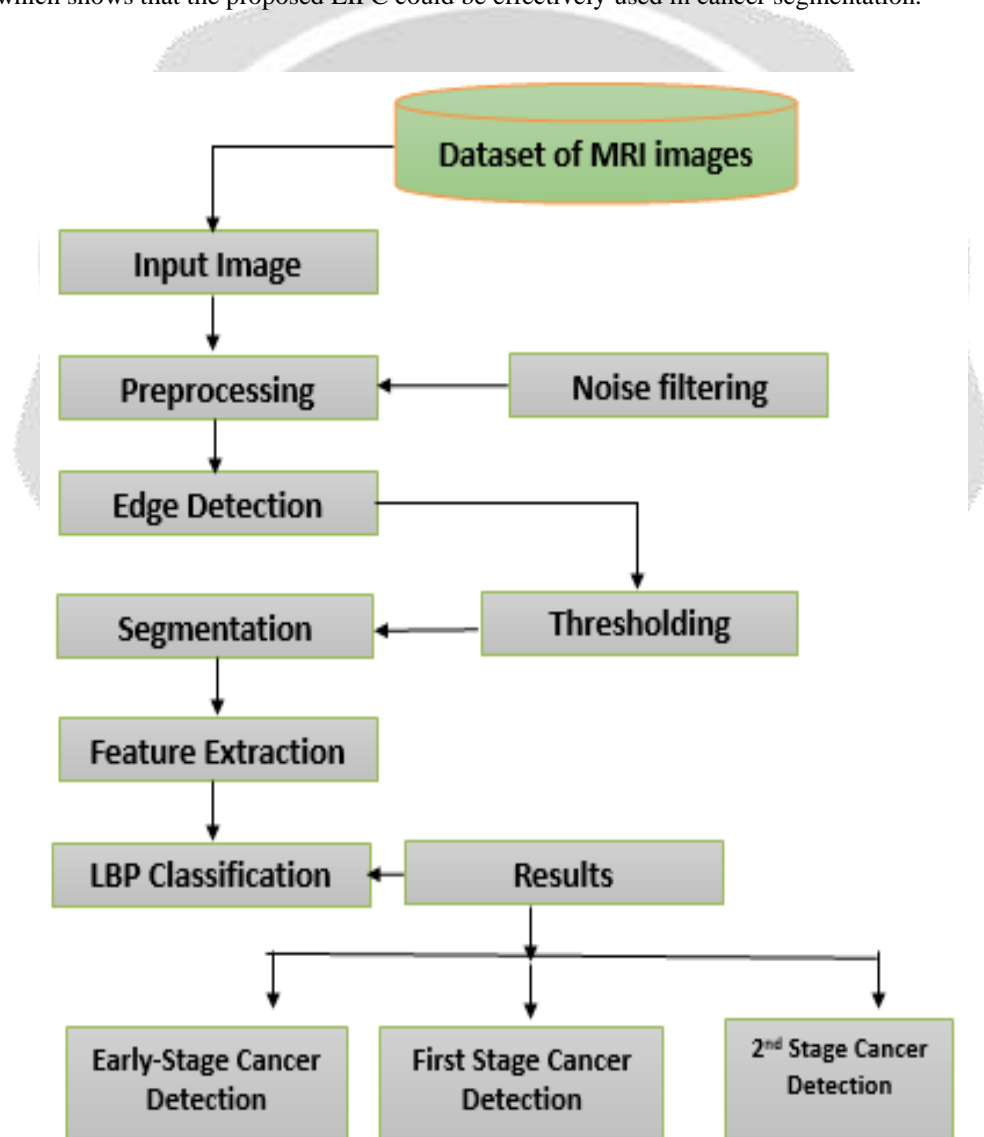 which shows that the proposed LIPC could be effectively used in cancer segmentation.
Dataset of MRI images
Input Image
Preprocessing
Noise filtering
Edge Detection
Segmentation
Thresholding
Feature Extraction
LBP Classification
Results
Early-Stage Cancer
Detection
First Stage Cancer
Detection
2nd Stage Cancer
Detection